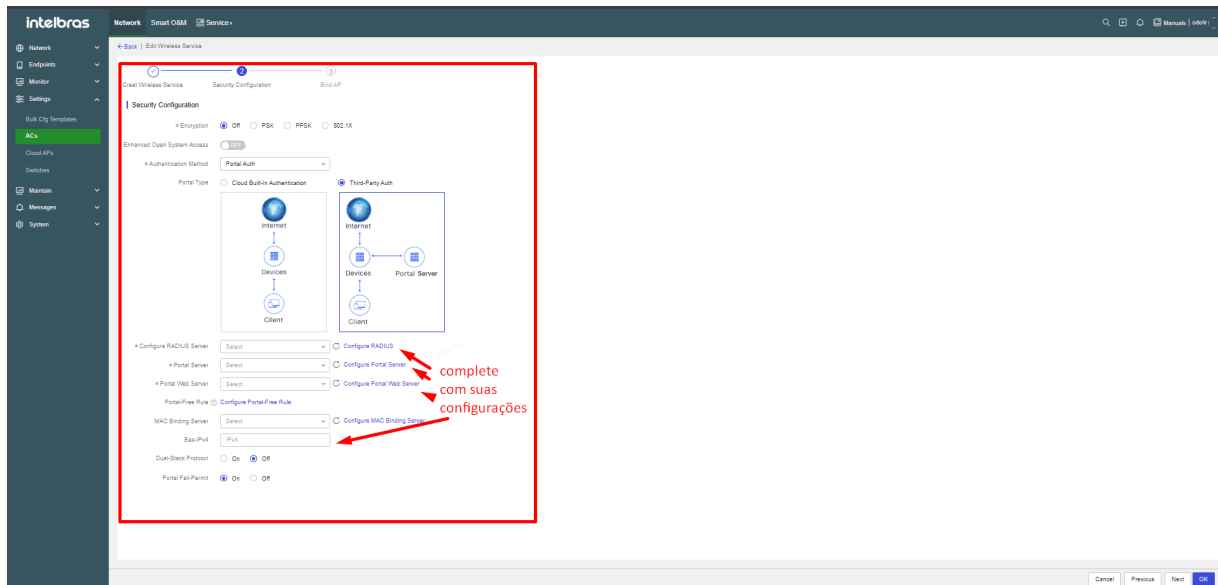 intelbras
Network Smart O&M Service
Manuals
Network
Endpoints
Monitor
Settings
Bulk Cfg Templates
ACs
Cloud APs
Switches
Maintain
Messages
System
Back | Edit Wireless Service
2
3
Creat Wireless Service Security Configuration Bind AP
Security Configuration
* Encryption Off PSK PPSK 802.1X
Enhanced Open System Access OFF
* Authentication Method Portal Auth
Portal Type Cloud Built-In Authentication Third-Party Auth
Internet
Devices
Client
Internet
Devices Portal Server
Client
* Configure RADIUS Server Select Configure RADIUS
* Portal Server Select Configure Portal Server
* Portal Web Server Select Configure Portal Web Server
Portal-Free Rule ? Configure Portal-Free Rule
MAC Binding Server Select Configure MAC Binding Server
Bas-IPv4 IPv4
Dual-Stack Protocol On Off
Portal Fail-Permit On Off
complete
com suas
configurações
Cancel Previous Next OK